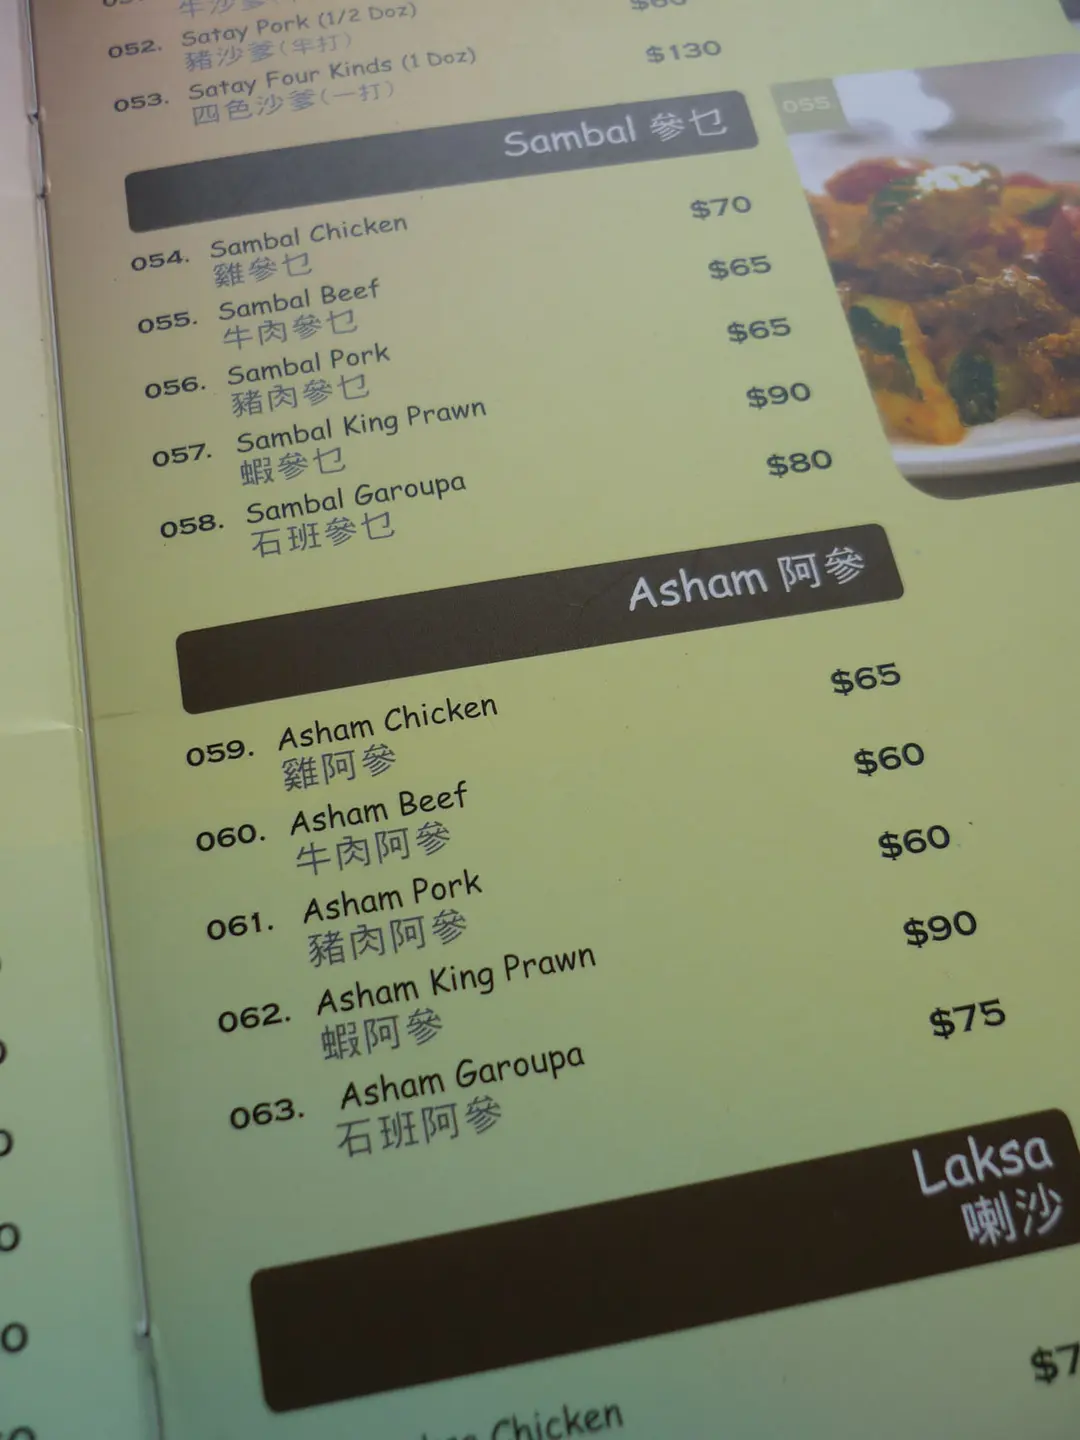 052. Satay Pork (1/2 Doz)
豬沙爹(半打)
053. Satay Four Kinds (1 Doz) $130
四色沙爹(一打)
Sambal 參乜
054. Sambal Chicken $70
雞參乜
055. Sambal Beef $65
牛肉參乜
056. Sambal Pork $65
豬肉參乜
057. Sambal King Prawn $90
蝦參乜
058. Sambal Garoupa $80
石班參乜
055
Asham 阿參
059. Asham Chicken $65
雞阿參
060. Asham Beef $60
牛肉阿參
061. Asham Pork $60
豬肉阿參
062. Asham King Prawn $90
蝦阿參
063. Asham Garoupa $75
石班阿參
Laksa
喇沙
Chicken